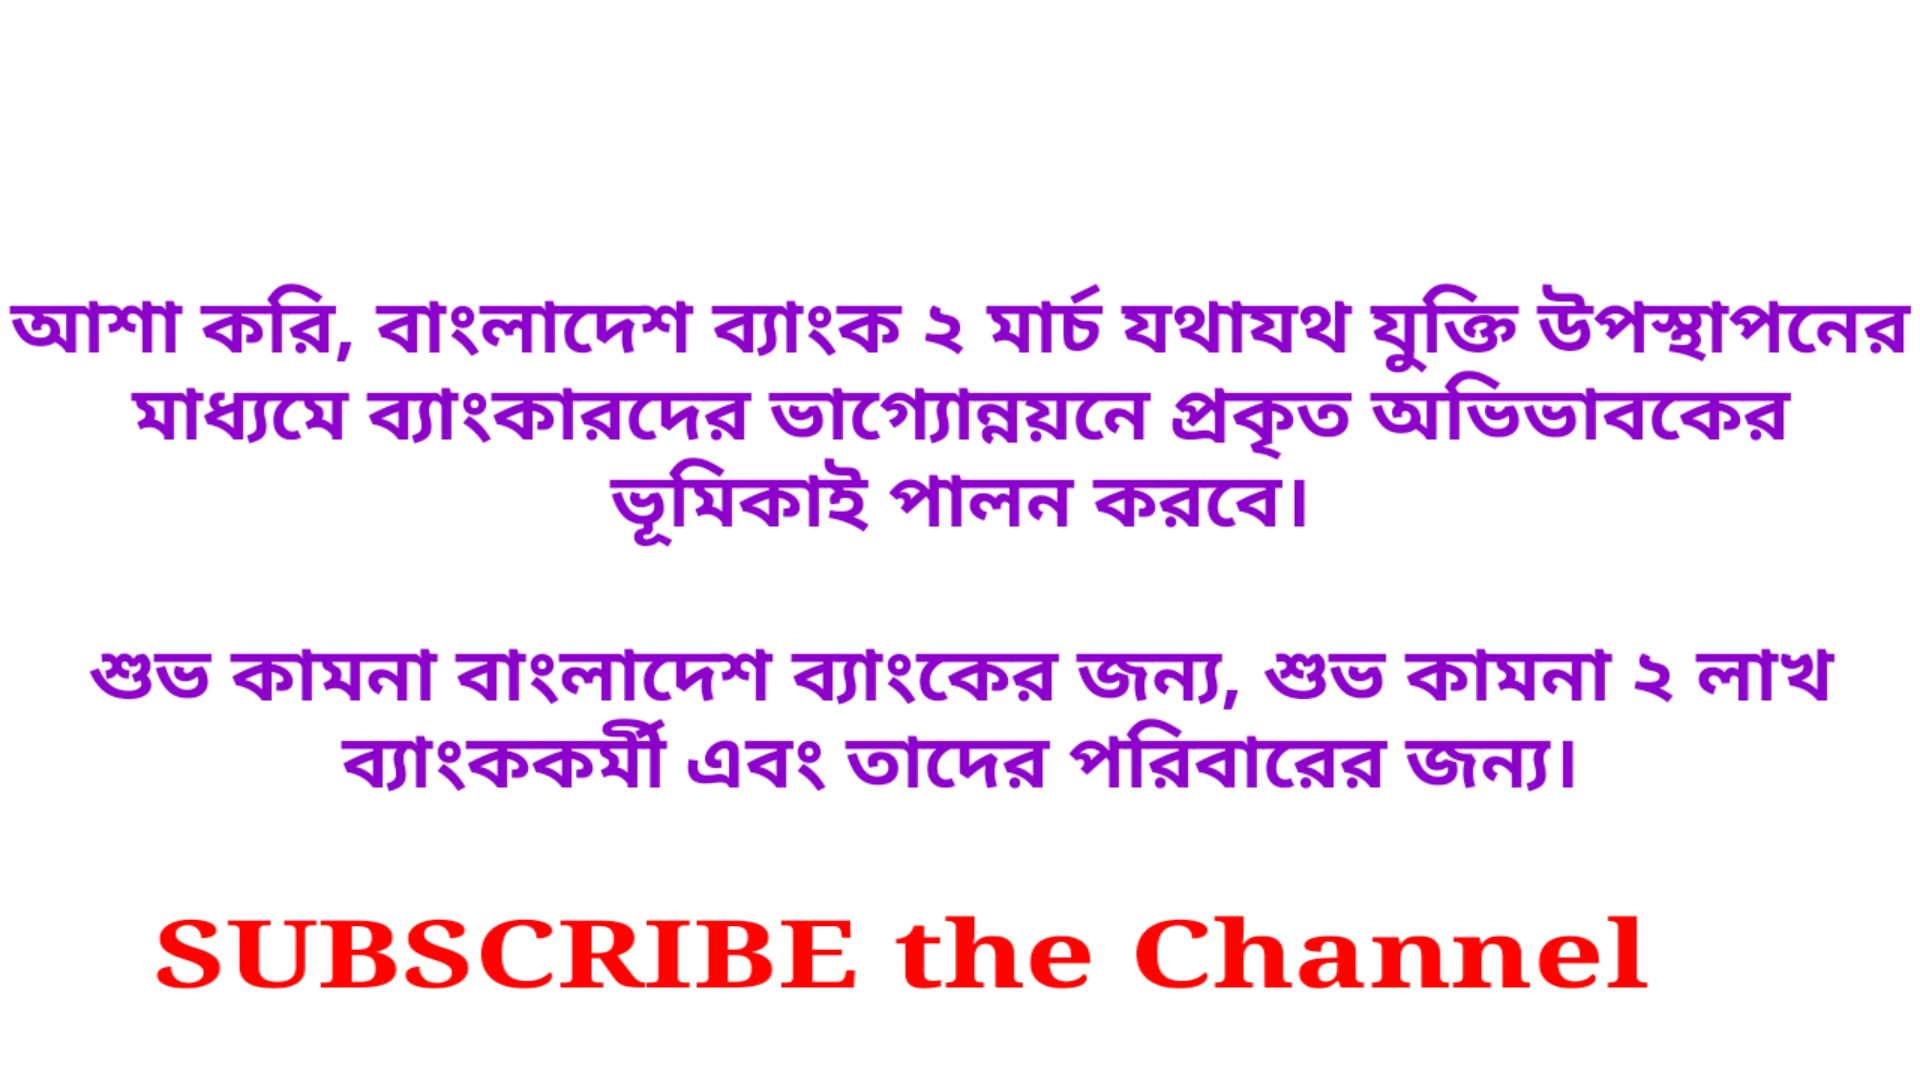 আশা করি, বাংলাদেশ ব্যাংক ২ মার্চ যথাযথ যুক্তি উপস্থাপনের
মাধ্যমে ব্যাংকারদের ভাগ্যোন্নয়নে প্রকৃত অভিভাবকের
ভূমিকাই পালন করবে।
শুভ কামনা বাংলাদেশ ব্যাংকের জন্য, শুভ কামনা ২ লাখ
ব্যাংককর্মী এবং তাদের পরিবারের জন্য।
SUBSCRIBE the Channel